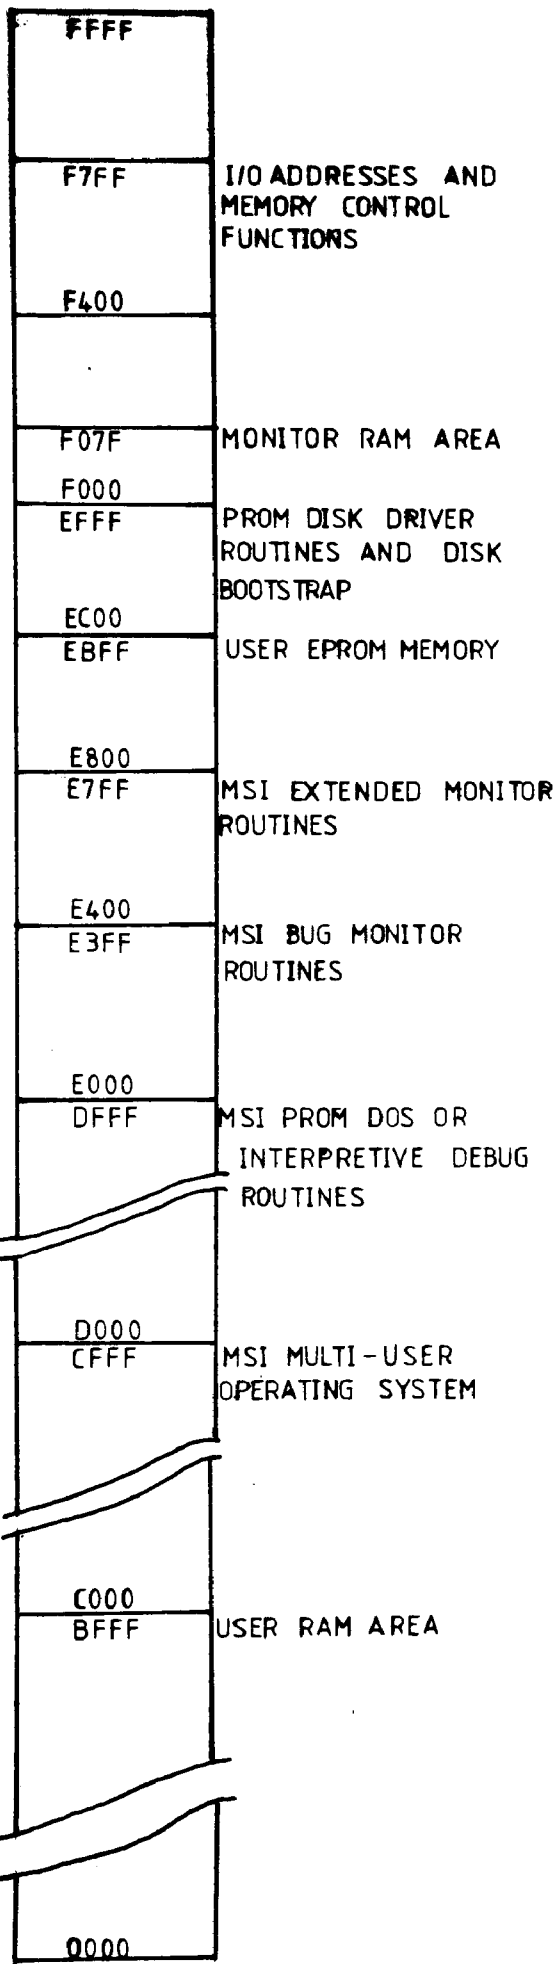 FFFF
F7FF I/O ADDRESSES AND
MEMORY CONTROL
FUNCTIONS
F400
F07F MONITOR RAM AREA
F000
EFFF PROM DISK DRIVER
ROUTINES AND DISK
BOOTSTRAP
EC00
EBFF USER EPROM MEMORY
E800
E7FF MSI EXTENDED MONITOR
ROUTINES
E400
E3FF MSI BUG MONITOR
ROUTINES
E000
DFFF MSI PROM DOS OR
INTERPRETIVE DEBUG
ROUTINES
D000
CFFF MSI MULTI-USER
OPERATING SYSTEM
C000
BFFF USER RAM AREA
0000